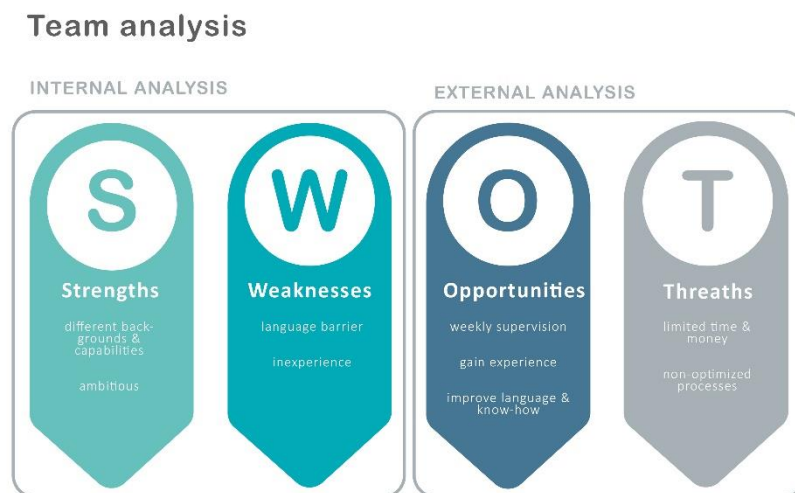 Team analysis
INTERNAL ANALYSIS
EXTERNAL ANALYSIS
S
Strengths
different back-
grounds &
capabilities
ambitious
W
Weaknesses
language barrier
inexperience
O
Opportunities
weekly supervision
gain experience
improve language &
know-how
T
Threaths
limited time &
money
non-optimized
processes